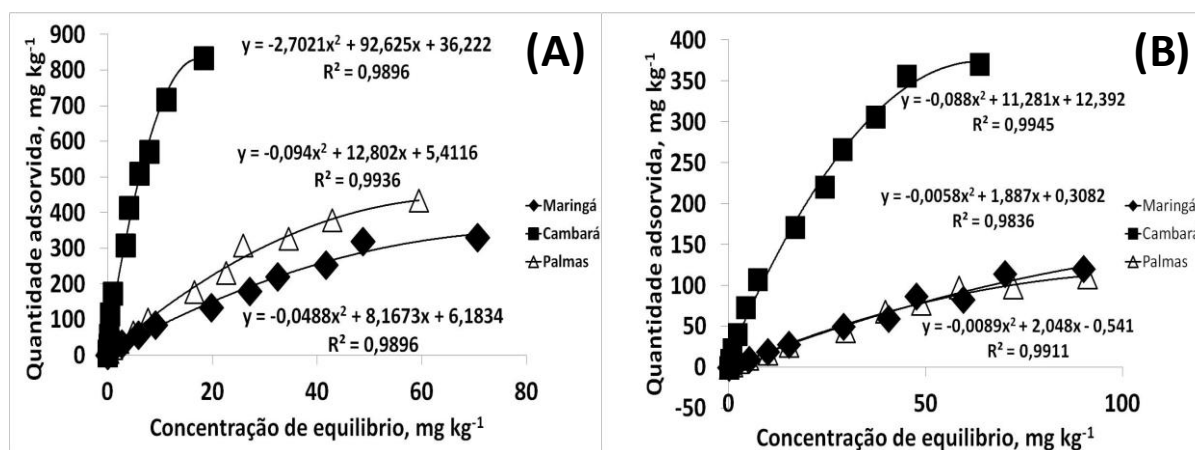 (A)
Quantidade adsorvida, mg kg⁻¹
900
800
700
600
500
400
300
200
100
0
y = -2,7021x² + 92,625x + 36,222
R² = 0,9896
y = -0,094x² + 12,802x + 5,4116
R² = 0,9936
y = -0,0488x² + 8,1673x + 6,1834
R² = 0,9896
Maringá
Cambará
Palmas
0 20 40 60 80
Concentração de equilibrio, mg kg⁻¹
(B)
Quantidade adsorvida, mg kg⁻¹
400
350
300
250
200
150
100
50
0
-50
y = -0,088x² + 11,281x + 12,392
R² = 0,9945
y = -0,0058x² + 1,887x + 0,3082
R² = 0,9836
y = -0,0089x² + 2,048x - 0,541
R² = 0,9911
Maringá
Cambará
Palmas
0 50 100
Concentração de equilibrio, mg kg⁻¹